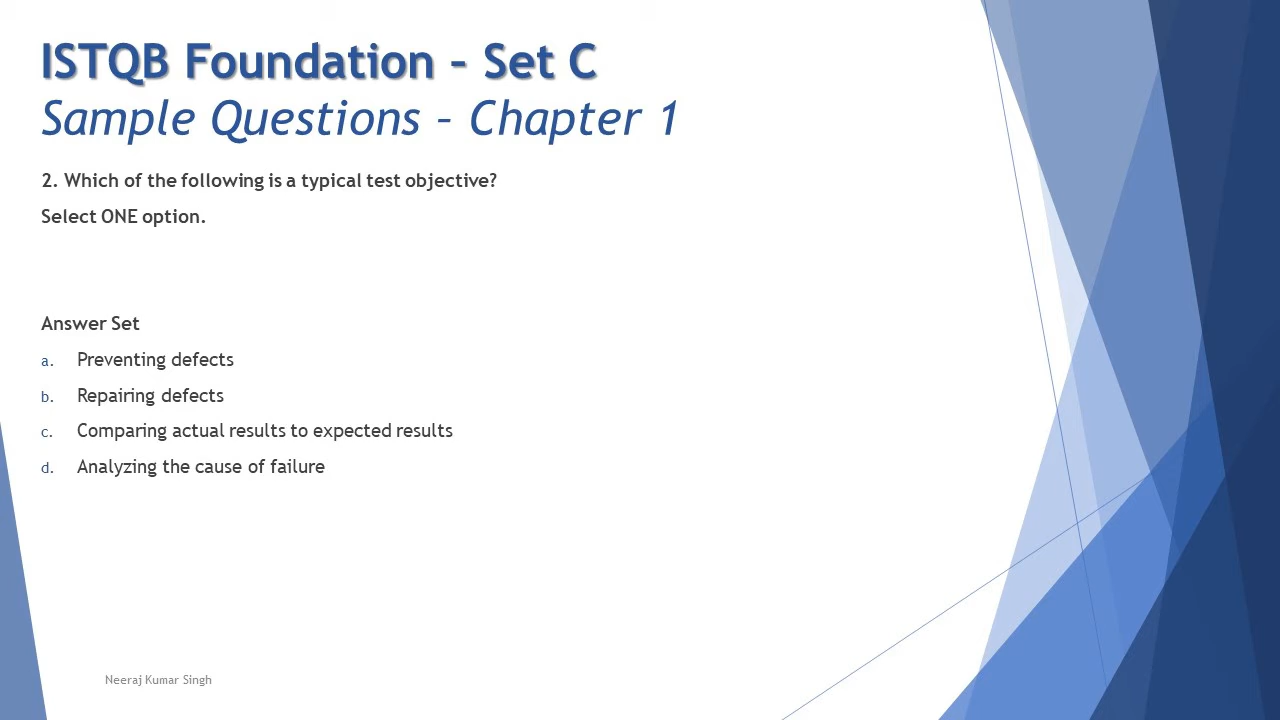 ISTQB Foundation – Set C
Sample Questions – Chapter 1
2. Which of the following is a typical test objective?
Select ONE option.
Answer Set
a. Preventing defects
b. Repairing defects
c. Comparing actual results to expected results
d. Analyzing the cause of failure
Neeraj Kumar Singh